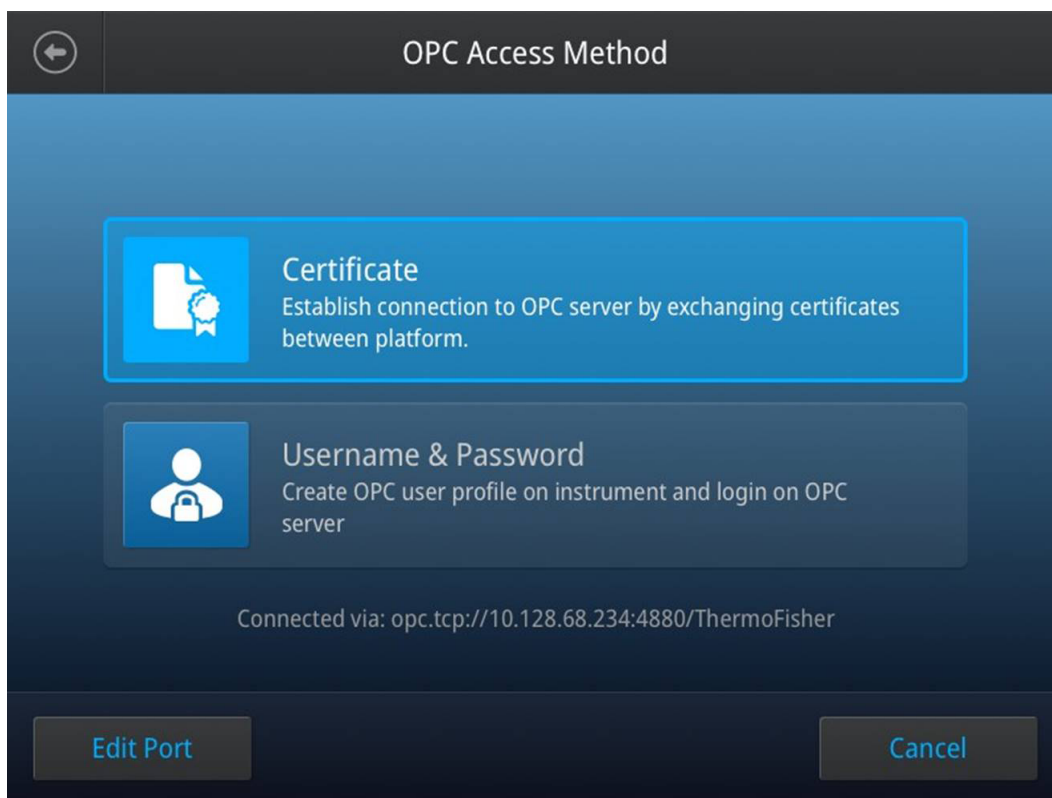 OPC Access Method
Certificate
Establish connection to OPC server by exchanging certificates
between platform.
Username & Password
Create OPC user profile on instrument and login on OPC
server
Connected via: opc.tcp://10.128.68.234:4880/ThermoFisher
Edit Port
Cancel